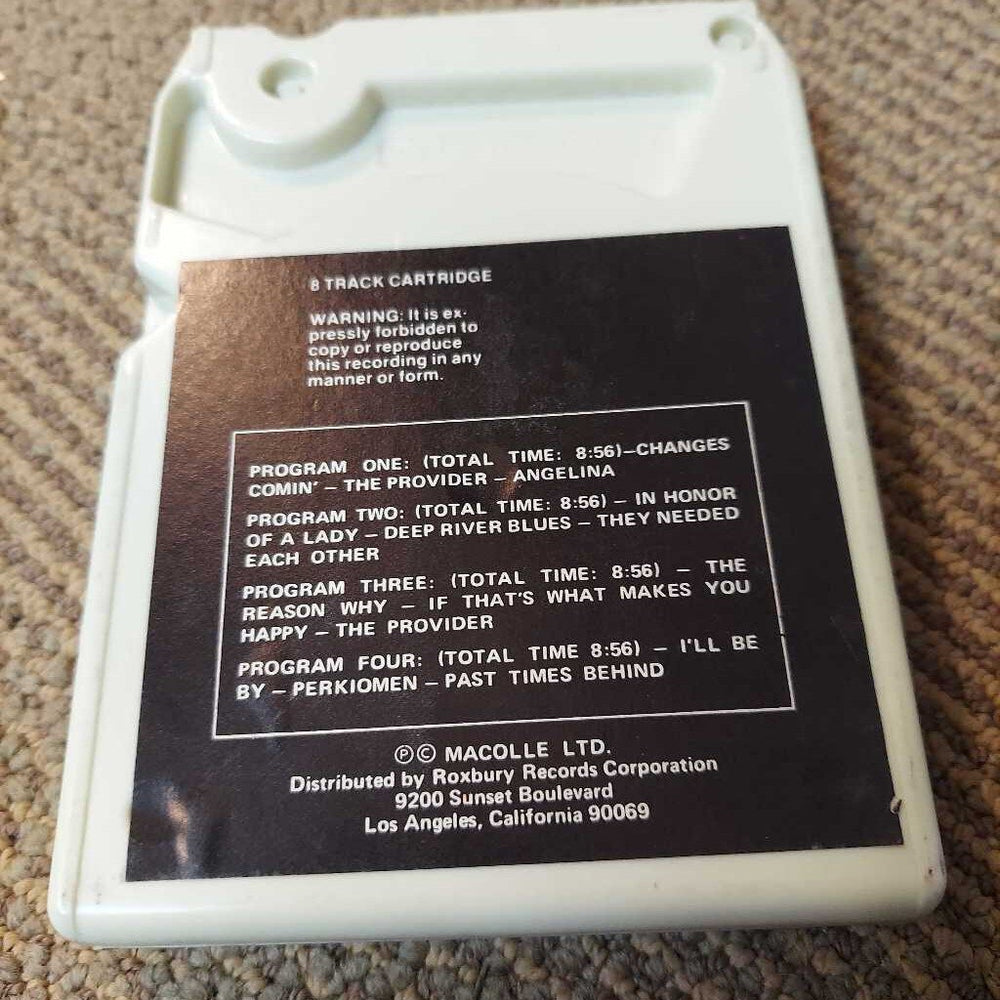 8 TRACK CARTRIDGE
WARNING: It is ex-
pressly forbidden to
copy or reproduce
this recording in any
manner or form.
PROGRAM ONE: (TOTAL TIME: 8:56)—CHANGES
COMIN' — THE PROVIDER — ANGELINA
PROGRAM TWO: (TOTAL TIME: 8:56) — IN HONOR
OF A LADY — DEEP RIVER BLUES — THEY NEEDED
EACH OTHER
PROGRAM THREE: (TOTAL TIME: 8:56) — THE
REASON WHY — IF THAT'S WHAT MAKES YOU
HAPPY — THE PROVIDER
PROGRAM FOUR: (TOTAL TIME 8:56) — I'LL BE
BY — PERKIOMEN — PAST TIMES BEHIND
℗© MACOLLE LTD.
Distributed by Roxbury Records Corporation
9200 Sunset Boulevard
Los Angeles, California 90069